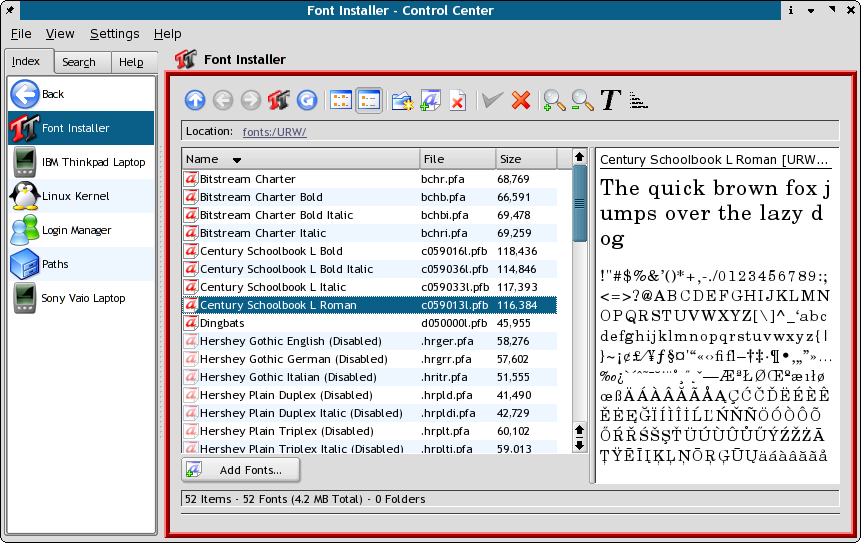 Font Installer - Control Center
File View Settings Help
Index Search Help
Font Installer
Back
Font Installer
IBM Thinkpad Laptop
Linux Kernel
Login Manager
Paths
Sony Vaio Laptop
Location: fonts:/URW/
Name File Size
Bitstream Charter bchr.pfa 68,769
Bitstream Charter Bold bchb.pfa 66,591
Bitstream Charter Bold Italic bchbi.pfa 69,478
Bitstream Charter Italic bchri.pfa 69,259
Century Schoolbook L Bold c059016l.pfb 118,436
Century Schoolbook L Bold Italic c059036l.pfb 114,846
Century Schoolbook L Italic c059033l.pfb 117,393
Century Schoolbook L Roman c059013l.pfb 116,384
Dingbats d050000l.pfb 45,955
Hershey Gothic English (Disabled) .hrger.pfa 58,276
Hershey Gothic German (Disabled) .hrgrr.pfa 57,602
Hershey Gothic Italian (Disabled) .hritr.pfa 51,555
Hershey Plain Duplex (Disabled) .hrpld.pfa 41,490
Hershey Plain Duplex Italic (Disabled) .hrpldi.pfa 42,729
Hershey Plain Triplex (Disabled) .hrplt.pfa 60,102
Hershey Plain Triplex Italic (Disabled) .hrplti.pfa 59,013
Add Fonts...
52 Items - 52 Fonts (4.2 MB Total) - 0 Folders
Century Schoolbook L Roman [URW...
The quick brown fox j
umps over the lazy d
og
!"#$%&'()*+,-./0123456789:;
<=>?@ABCDEFGHIJKLMN
OPQRSTUVWXYZ[\]^_‘abc
defghijklmnopqrstuvwxyz{|
}~¡¢£⁄¥ƒ§¤'“«‹›fifl–†‡·¶•‚„”»…
‰¿`´ˆ˜¯˘˙¨˚¸˝˛ˇ—ÆªŁØŒºæıłø
œßÄÁÀÂÃÅĄÇĆČĎËÉÈÊ